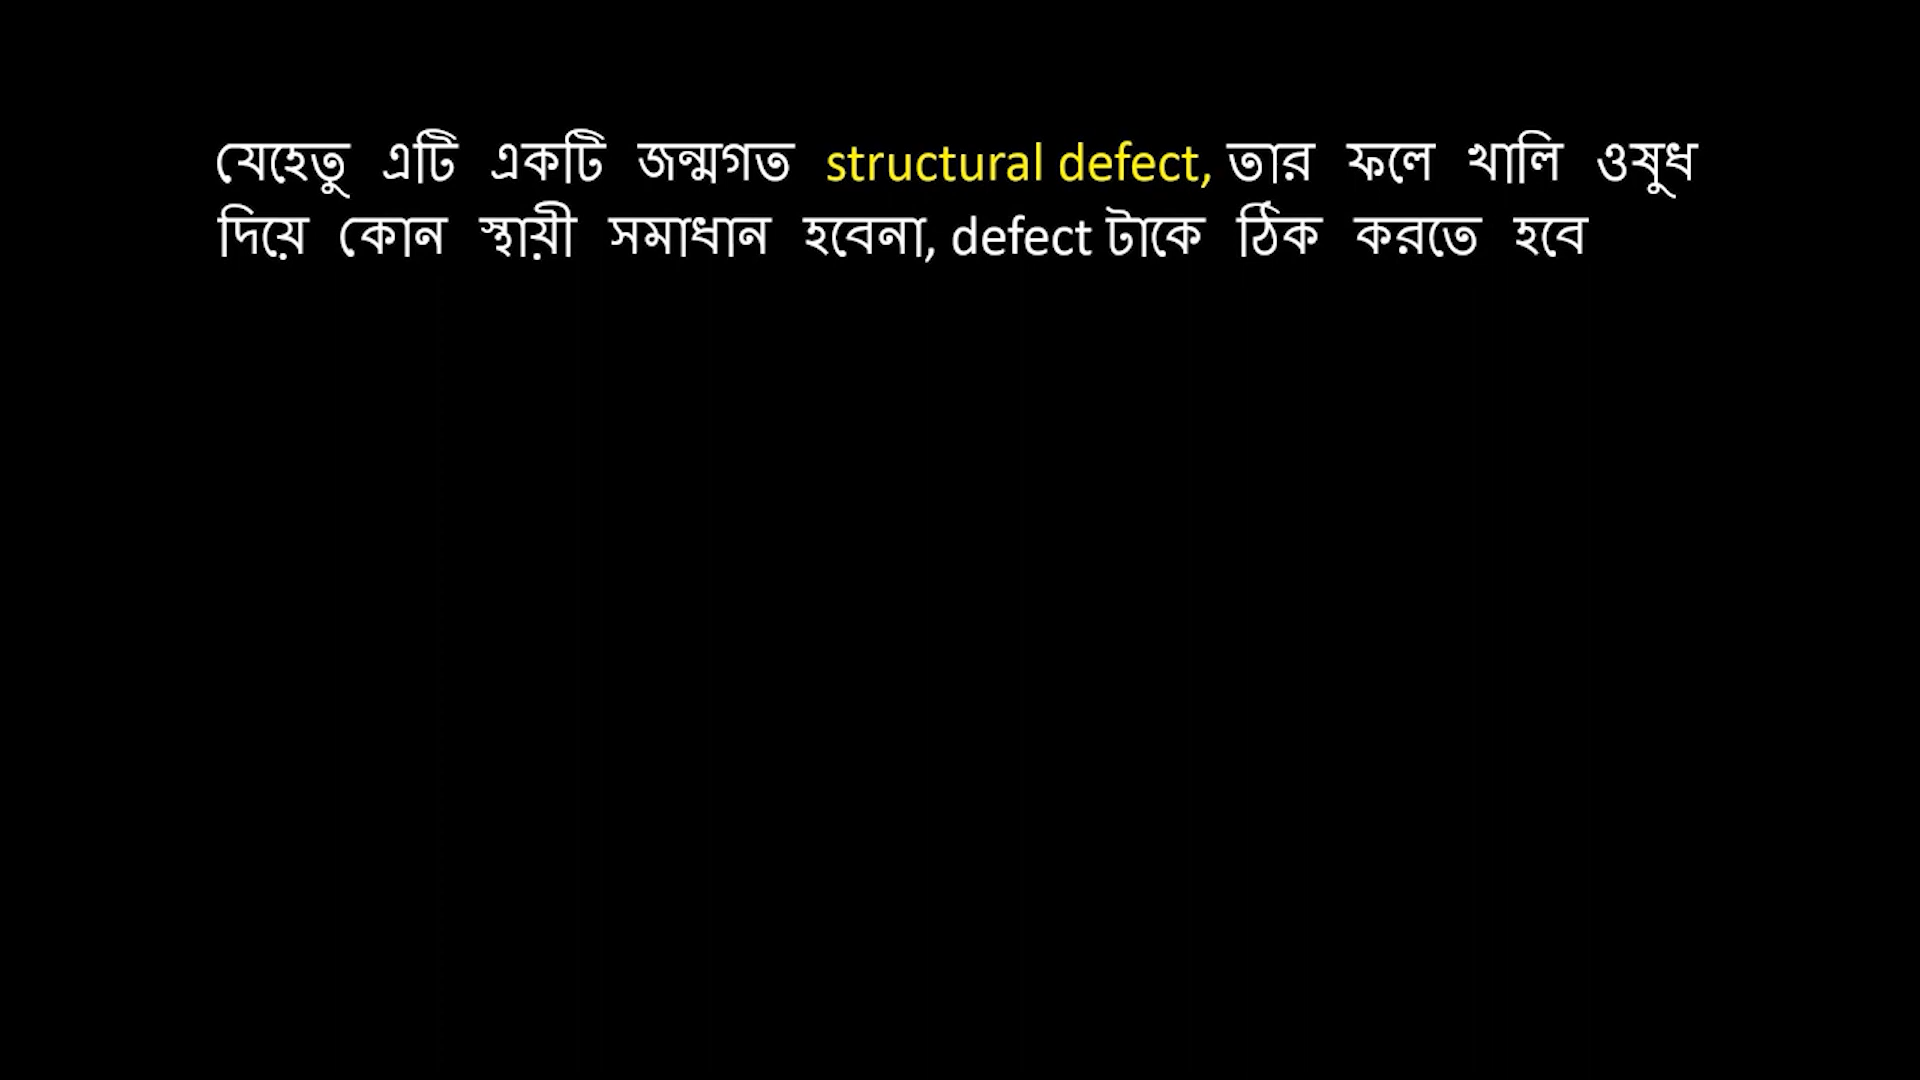 যেহেতু এটি একটি জন্মগত structural defect, তার ফলে খালি ওষুধ
দিয়ে কোন স্থায়ী সমাধান হবেনা, defect টাকে ঠিক করতে হবে